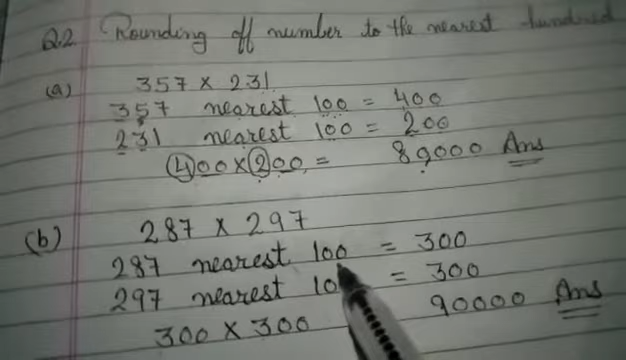 Q.2 Rounding off number to the nearest hundred
(a) 357 × 231
357 nearest 100 = 400
231 nearest 100 = 200
400 × 200 = 80000 Ans
(b) 287 × 297
287 nearest 100 = 300
297 nearest 10 = 300
300 × 300 90000 Ans